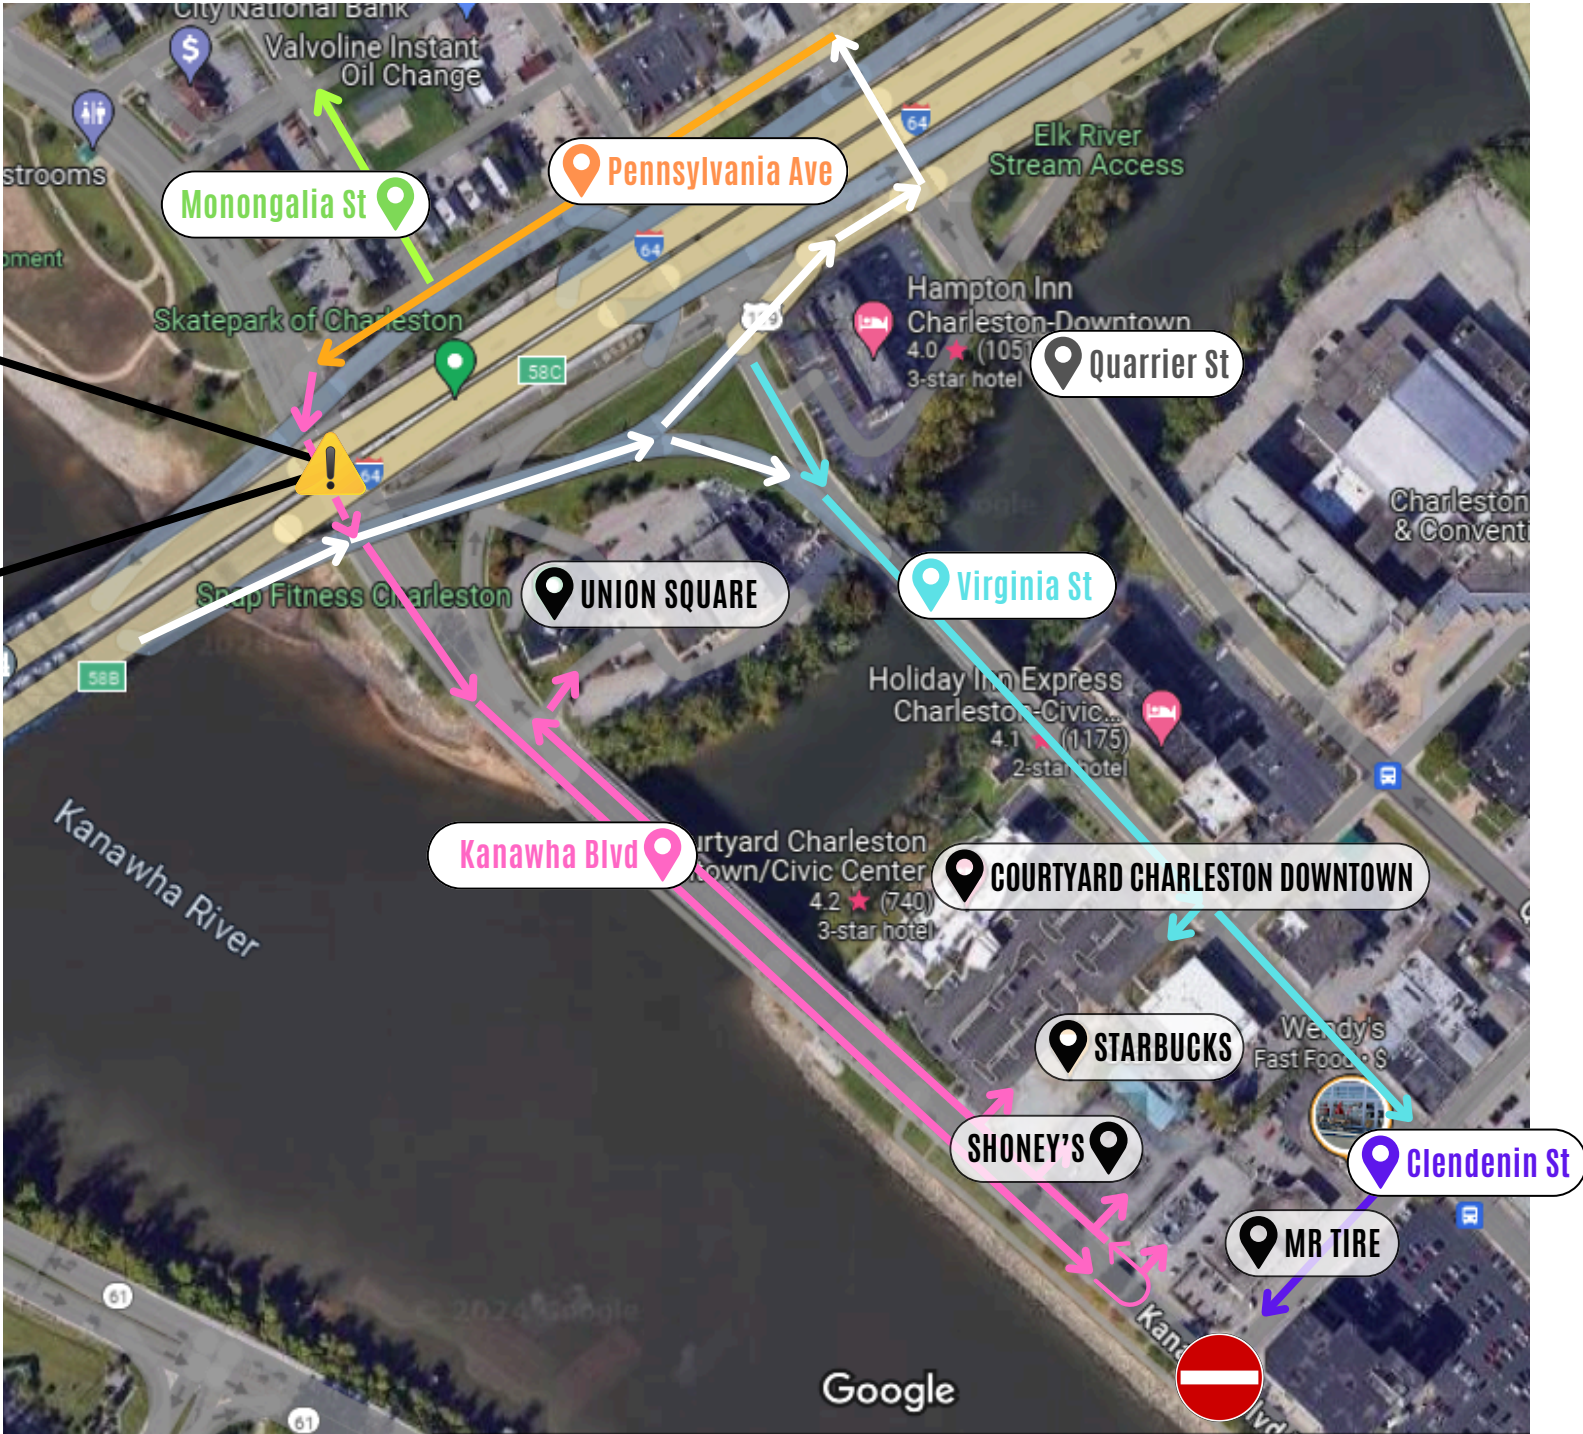 City National Bank
Valvoline Instant
Oil Change
strooms
Monongalia St
Pennsylvania Ave
64
Elk River
Stream Access
oment
64
Skatepark of Charleston
58C
Hampton Inn
Charleston-Downtown
4.0 ★ (1051
3-star hotel
Quarrier St
64
Charleston
& Conventi
Snap Fitness Charleston
UNION SQUARE
Virginia St
58B
Holiday Inn Express
Charleston-Civic...
4.1 ★ (1175)
2-star hotel
Kanawha River
Kanawha Blvd
urtyard Charleston
town/Civic Center
4.2 ★ (740)
3-star hotel
COURTYARD CHARLESTON DOWNTOWN
STARBUCKS
Wendy's
Fast Food · $
SHONEY'S
Clendenin St
MR TIRE
61
61
Kana
lvd
Google